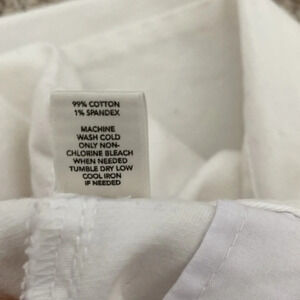 99% COTTON
1% SPANDEX
MACHINE
WASH COLD
ONLY NON-
CHLORINE BLEACH
WHEN NEEDED
TUMBLE DRY LOW
COOL IRON
IF NEEDED